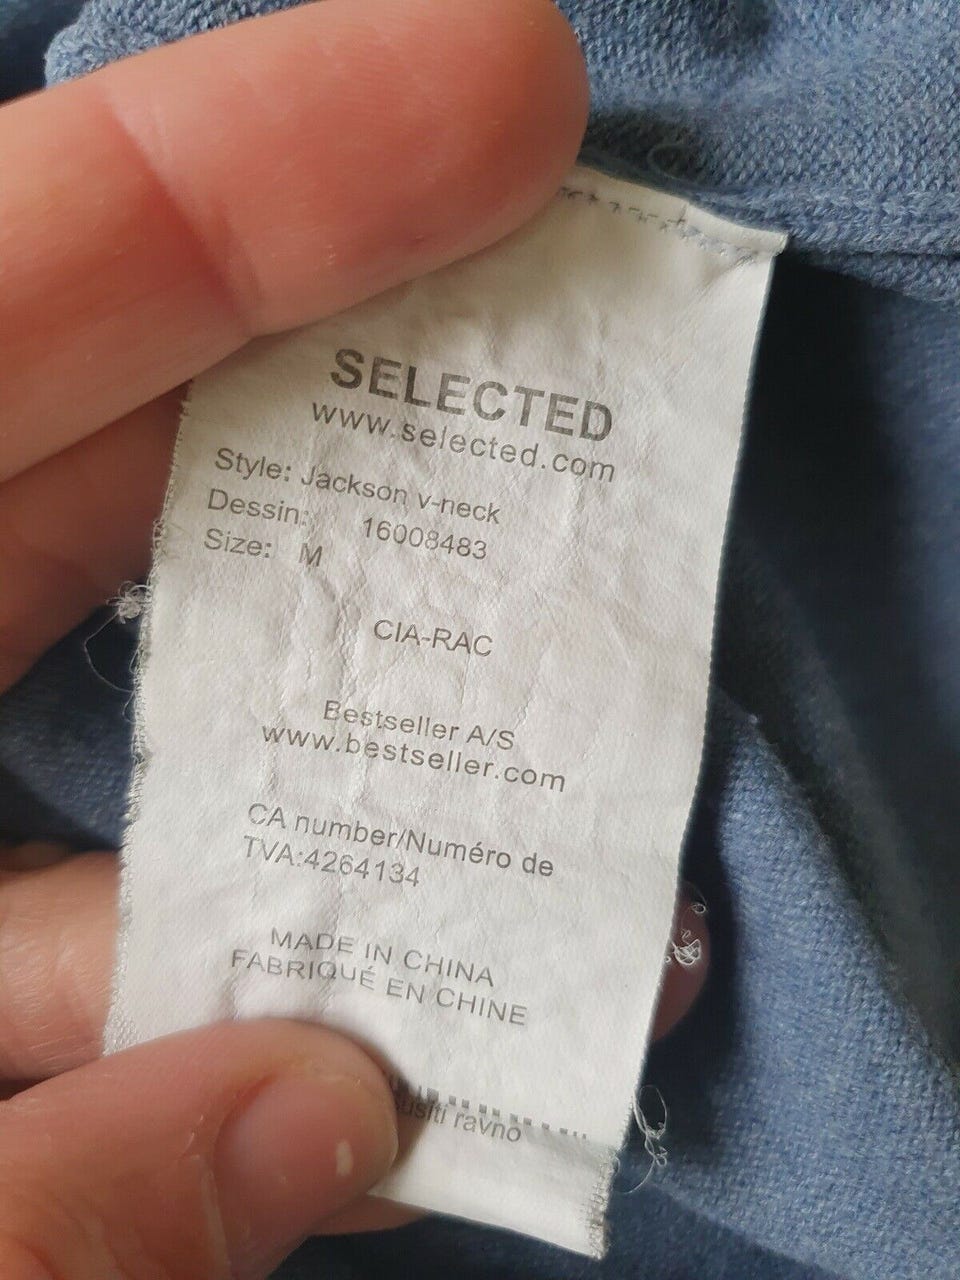 SELECTED
www.selected.com
Style: Jackson v-neck
Dessin: 16008483
Size: M
CIA-RAC
Bestseller A/S
www.bestseller.com
CA number/Numéro de
TVA:4264134
MADE IN CHINA
FABRIQUÉ EN CHINE
ravno